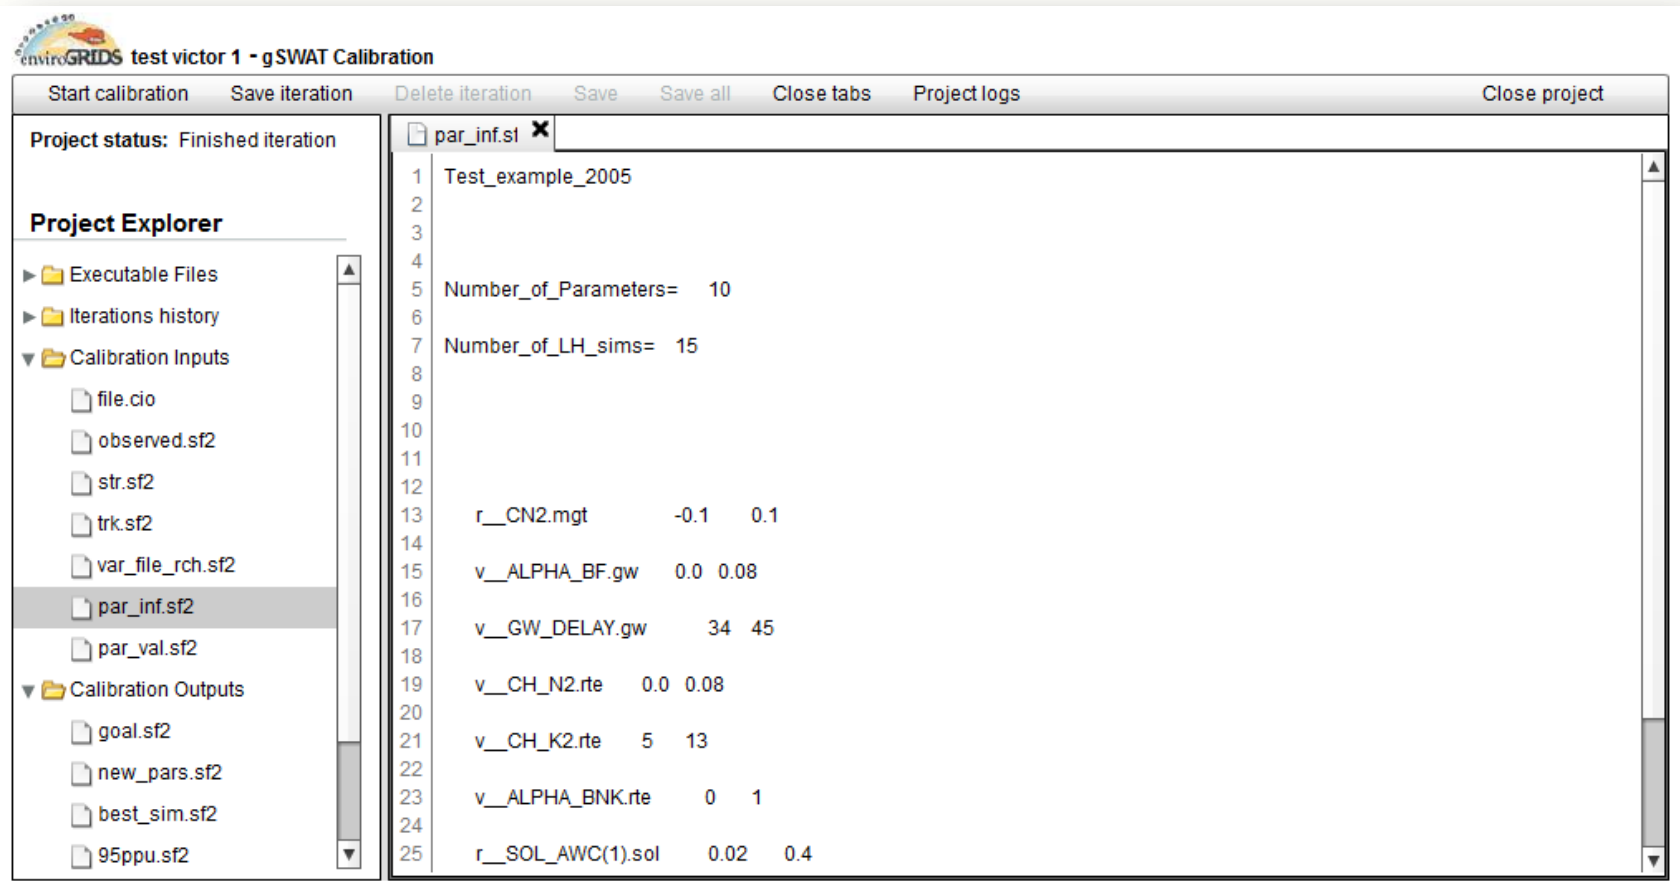 enviroGRIDS test victor 1 - gSWAT Calibration
Start calibration Save iteration Delete iteration Save Save all Close tabs Project logs Close project
Project status: Finished iteration
Project Explorer
Executable Files
Iterations history
Calibration Inputs
file.cio
observed.sf2
str.sf2
trk.sf2
var_file_rch.sf2
par_inf.sf2
par_val.sf2
Calibration Outputs
goal.sf2
new_pars.sf2
best_sim.sf2
95ppu.sf2
par_inf.sf
1 Test_example_2005
2
3
4
5 Number_of_Parameters= 10
6
7 Number_of_LH_sims= 15
8
9
10
11
12
13 r__CN2.mgt -0.1 0.1
14
15 v__ALPHA_BF.gw 0.0 0.08
16
17 v__GW_DELAY.gw 34 45
18
19 v__CH_N2.rte 0.0 0.08
20
21 v__CH_K2.rte 5 13
22
23 v__ALPHA_BNK.rte 0 1
24
25 r__SOL_AWC(1).sol 0.02 0.4